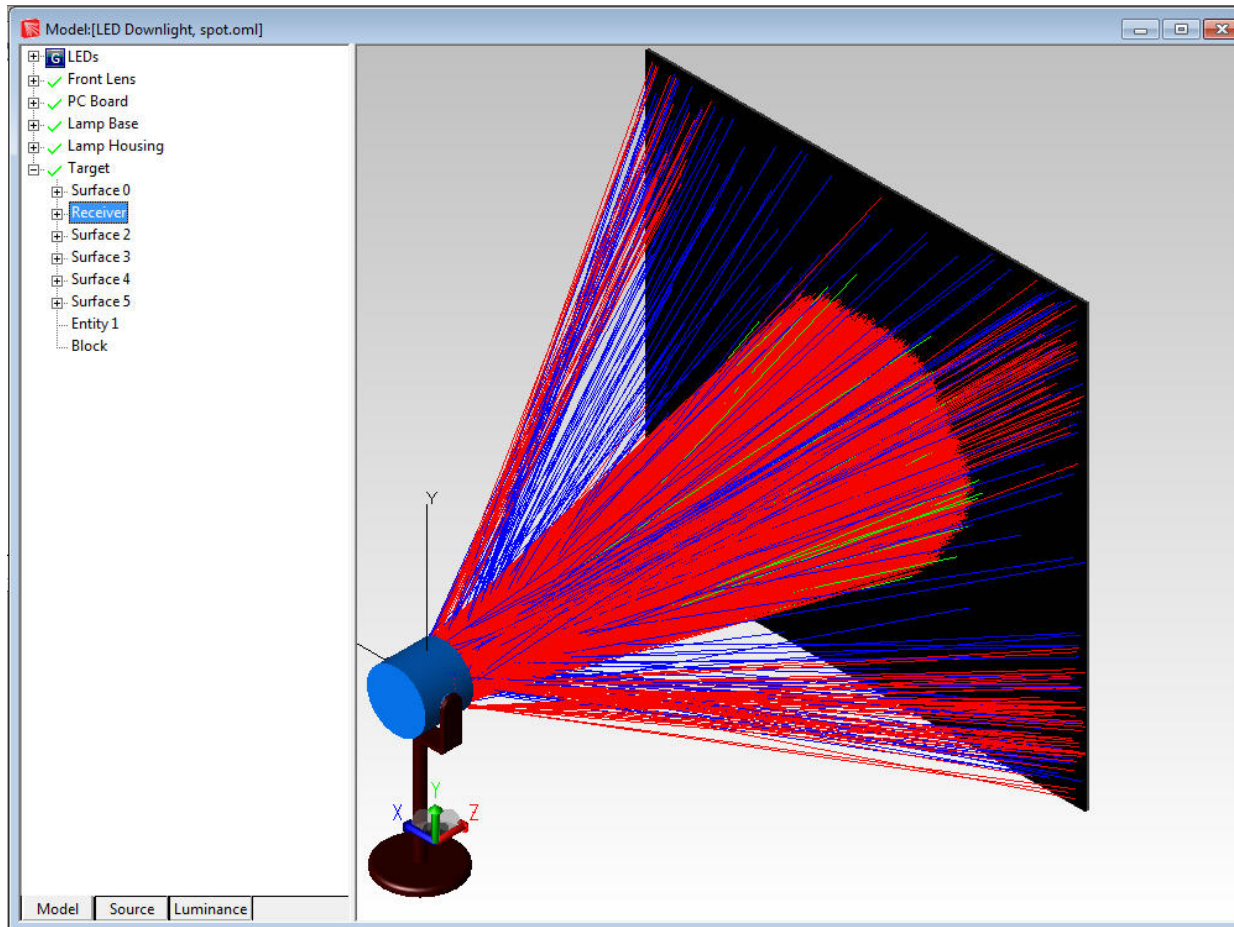 Model:[LED Downlight, spot.oml]
G LEDs
Front Lens
PC Board
Lamp Base
Lamp Housing
Target
Surface 0
Receiver
Surface 2
Surface 3
Surface 4
Surface 5
Entity 1
Block
Y
Y
X
Z
Model Source Luminance